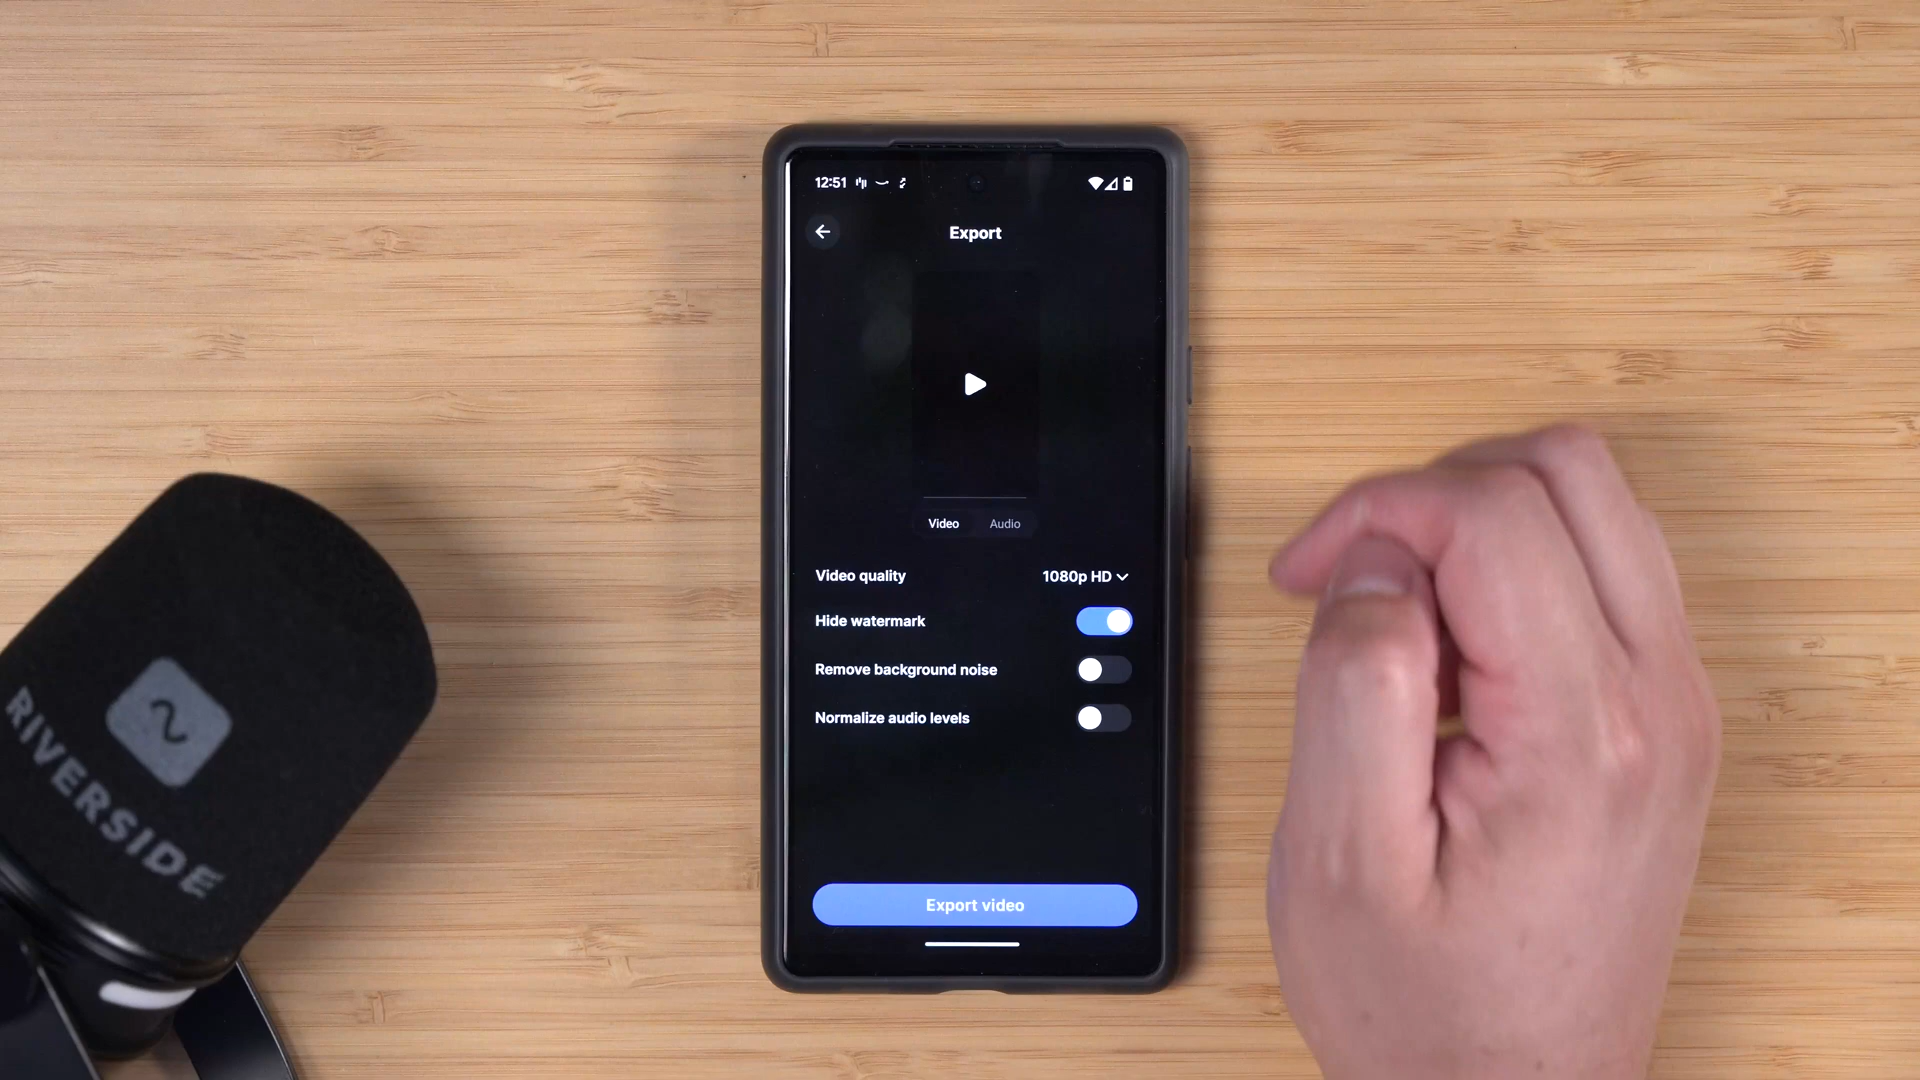 12:51
Export
Video Audio
Video quality 1080p HD
Hide watermark
Remove background noise
Normalize audio levels
Export video
RIVERSIDE